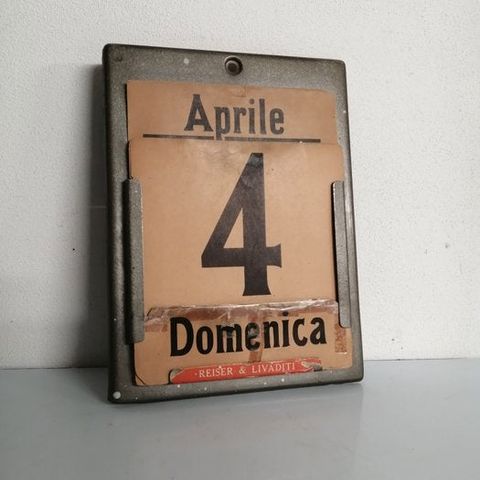 Aprile
4
Domenica
REISER & LIVADITI